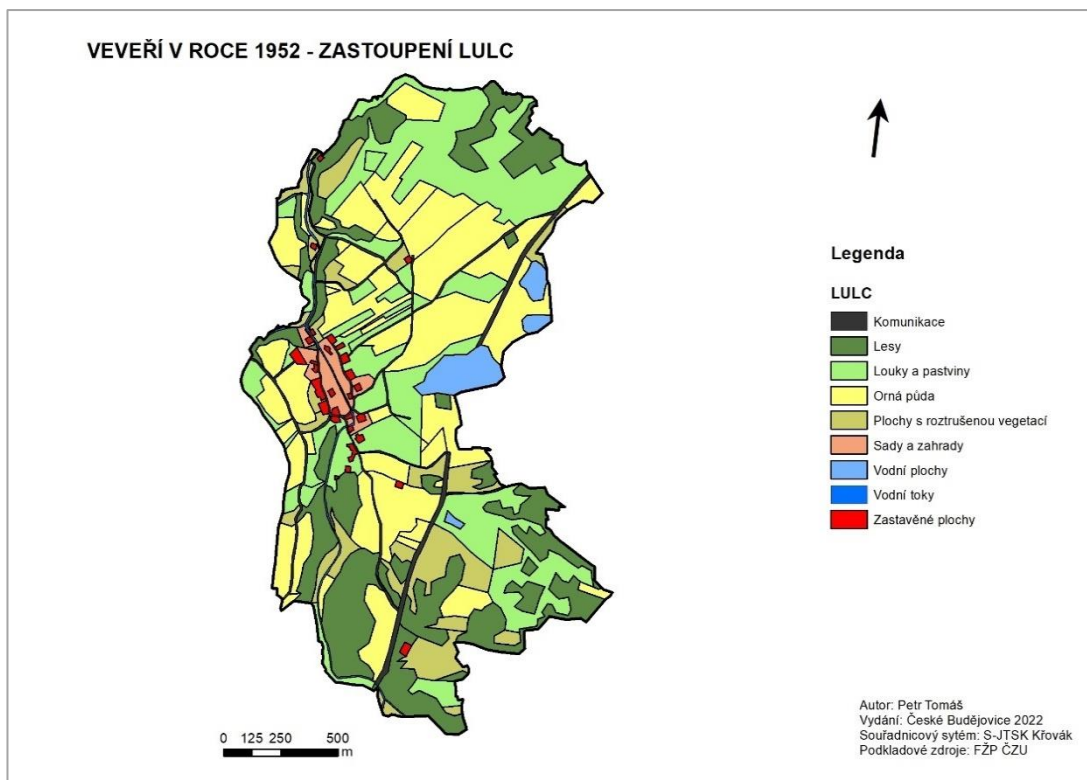 VEVEŘÍ V ROCE 1952 - ZASTOUPENÍ LULC
Legenda
LULC
Komunikace
Lesy
Louky a pastviny
Orná půda
Plochy s roztrušenou vegetací
Sady a zahrady
Vodní plochy
Vodní toky
Zastavěné plochy
0 125 250 500
m
Autor: Petr Tomáš
Vydání: České Budějovice 2022
Souřadnicový sytém: S-JTSK Křovák
Podkladové zdroje: FŽP ČZU